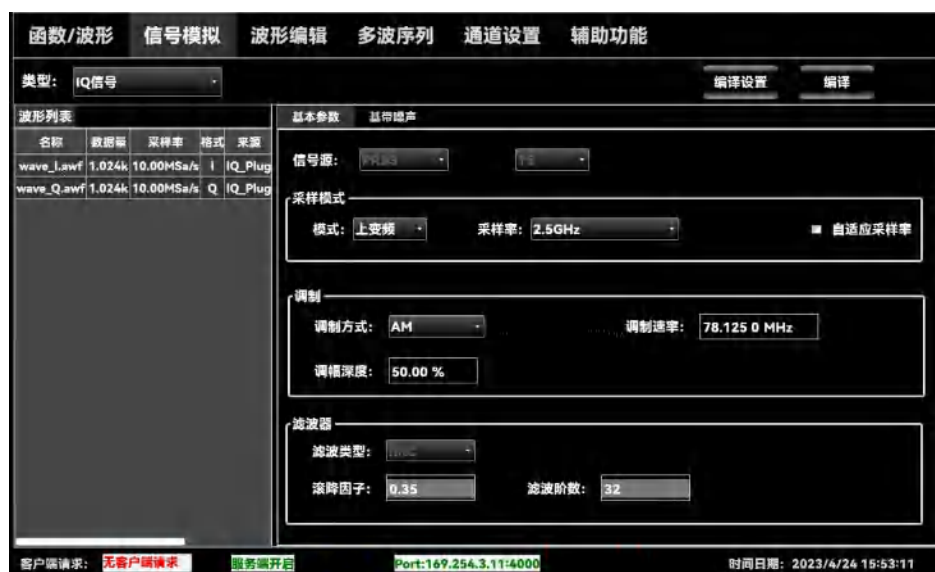 函数/波形 信号模拟 波形编辑 多波序列 通道设置 辅助功能
类型: IQ信号 编译设置 编译
波形列表 基本参数 基带噪声
名称 数据量 采样率 格式 来源
wave_I.awf 1.024k 10.00MSa/s I IQ_Plug
wave_Q.awf 1.024k 10.00MSa/s Q IQ_Plug
信号源:
采样模式
模式: 上变频 采样率: 2.5GHz 自适应采样率
调制
调制方式: AM 调制速率: 78.125 0 MHz
调幅深度: 50.00 %
滤波器
滤波类型:
滚降因子: 0.35 滤波阶数: 32
客户端请求: 无客户端请求 服务端开启 Port:169.254.3.11:4000 时间日期: 2023/4/24 15:53:11